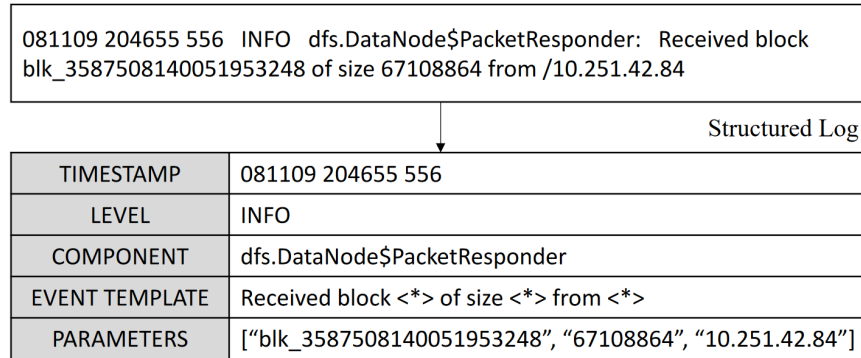 081109 204655 556 INFO dfs.DataNode$PacketResponder: Received block
blk_3587508140051953248 of size 67108864 from /10.251.42.84
Structured Log
TIMESTAMP 081109 204655 556
LEVEL INFO
COMPONENT dfs.DataNode$PacketResponder
EVENT TEMPLATE Received block <*> of size <*> from <*>
PARAMETERS [“blk_3587508140051953248”, “67108864”, “10.251.42.84”]